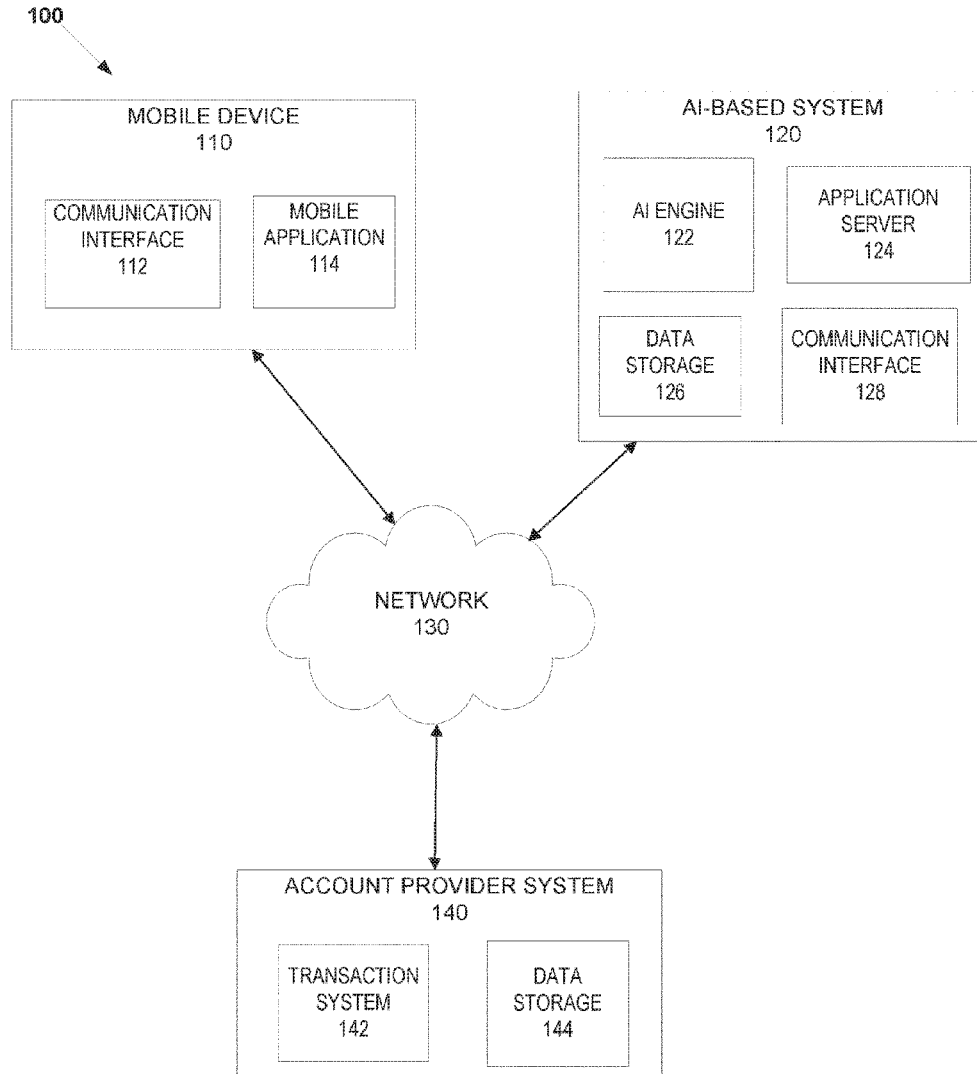 100
MOBILE DEVICE
110
COMMUNICATION
INTERFACE
112
MOBILE
APPLICATION
114
AI-BASED SYSTEM
120
AI ENGINE
122
APPLICATION
SERVER
124
DATA
STORAGE
126
COMMUNICATION
INTERFACE
128
NETWORK
130
ACCOUNT PROVIDER SYSTEM
140
TRANSACTION
SYSTEM
142
DATA
STORAGE
144